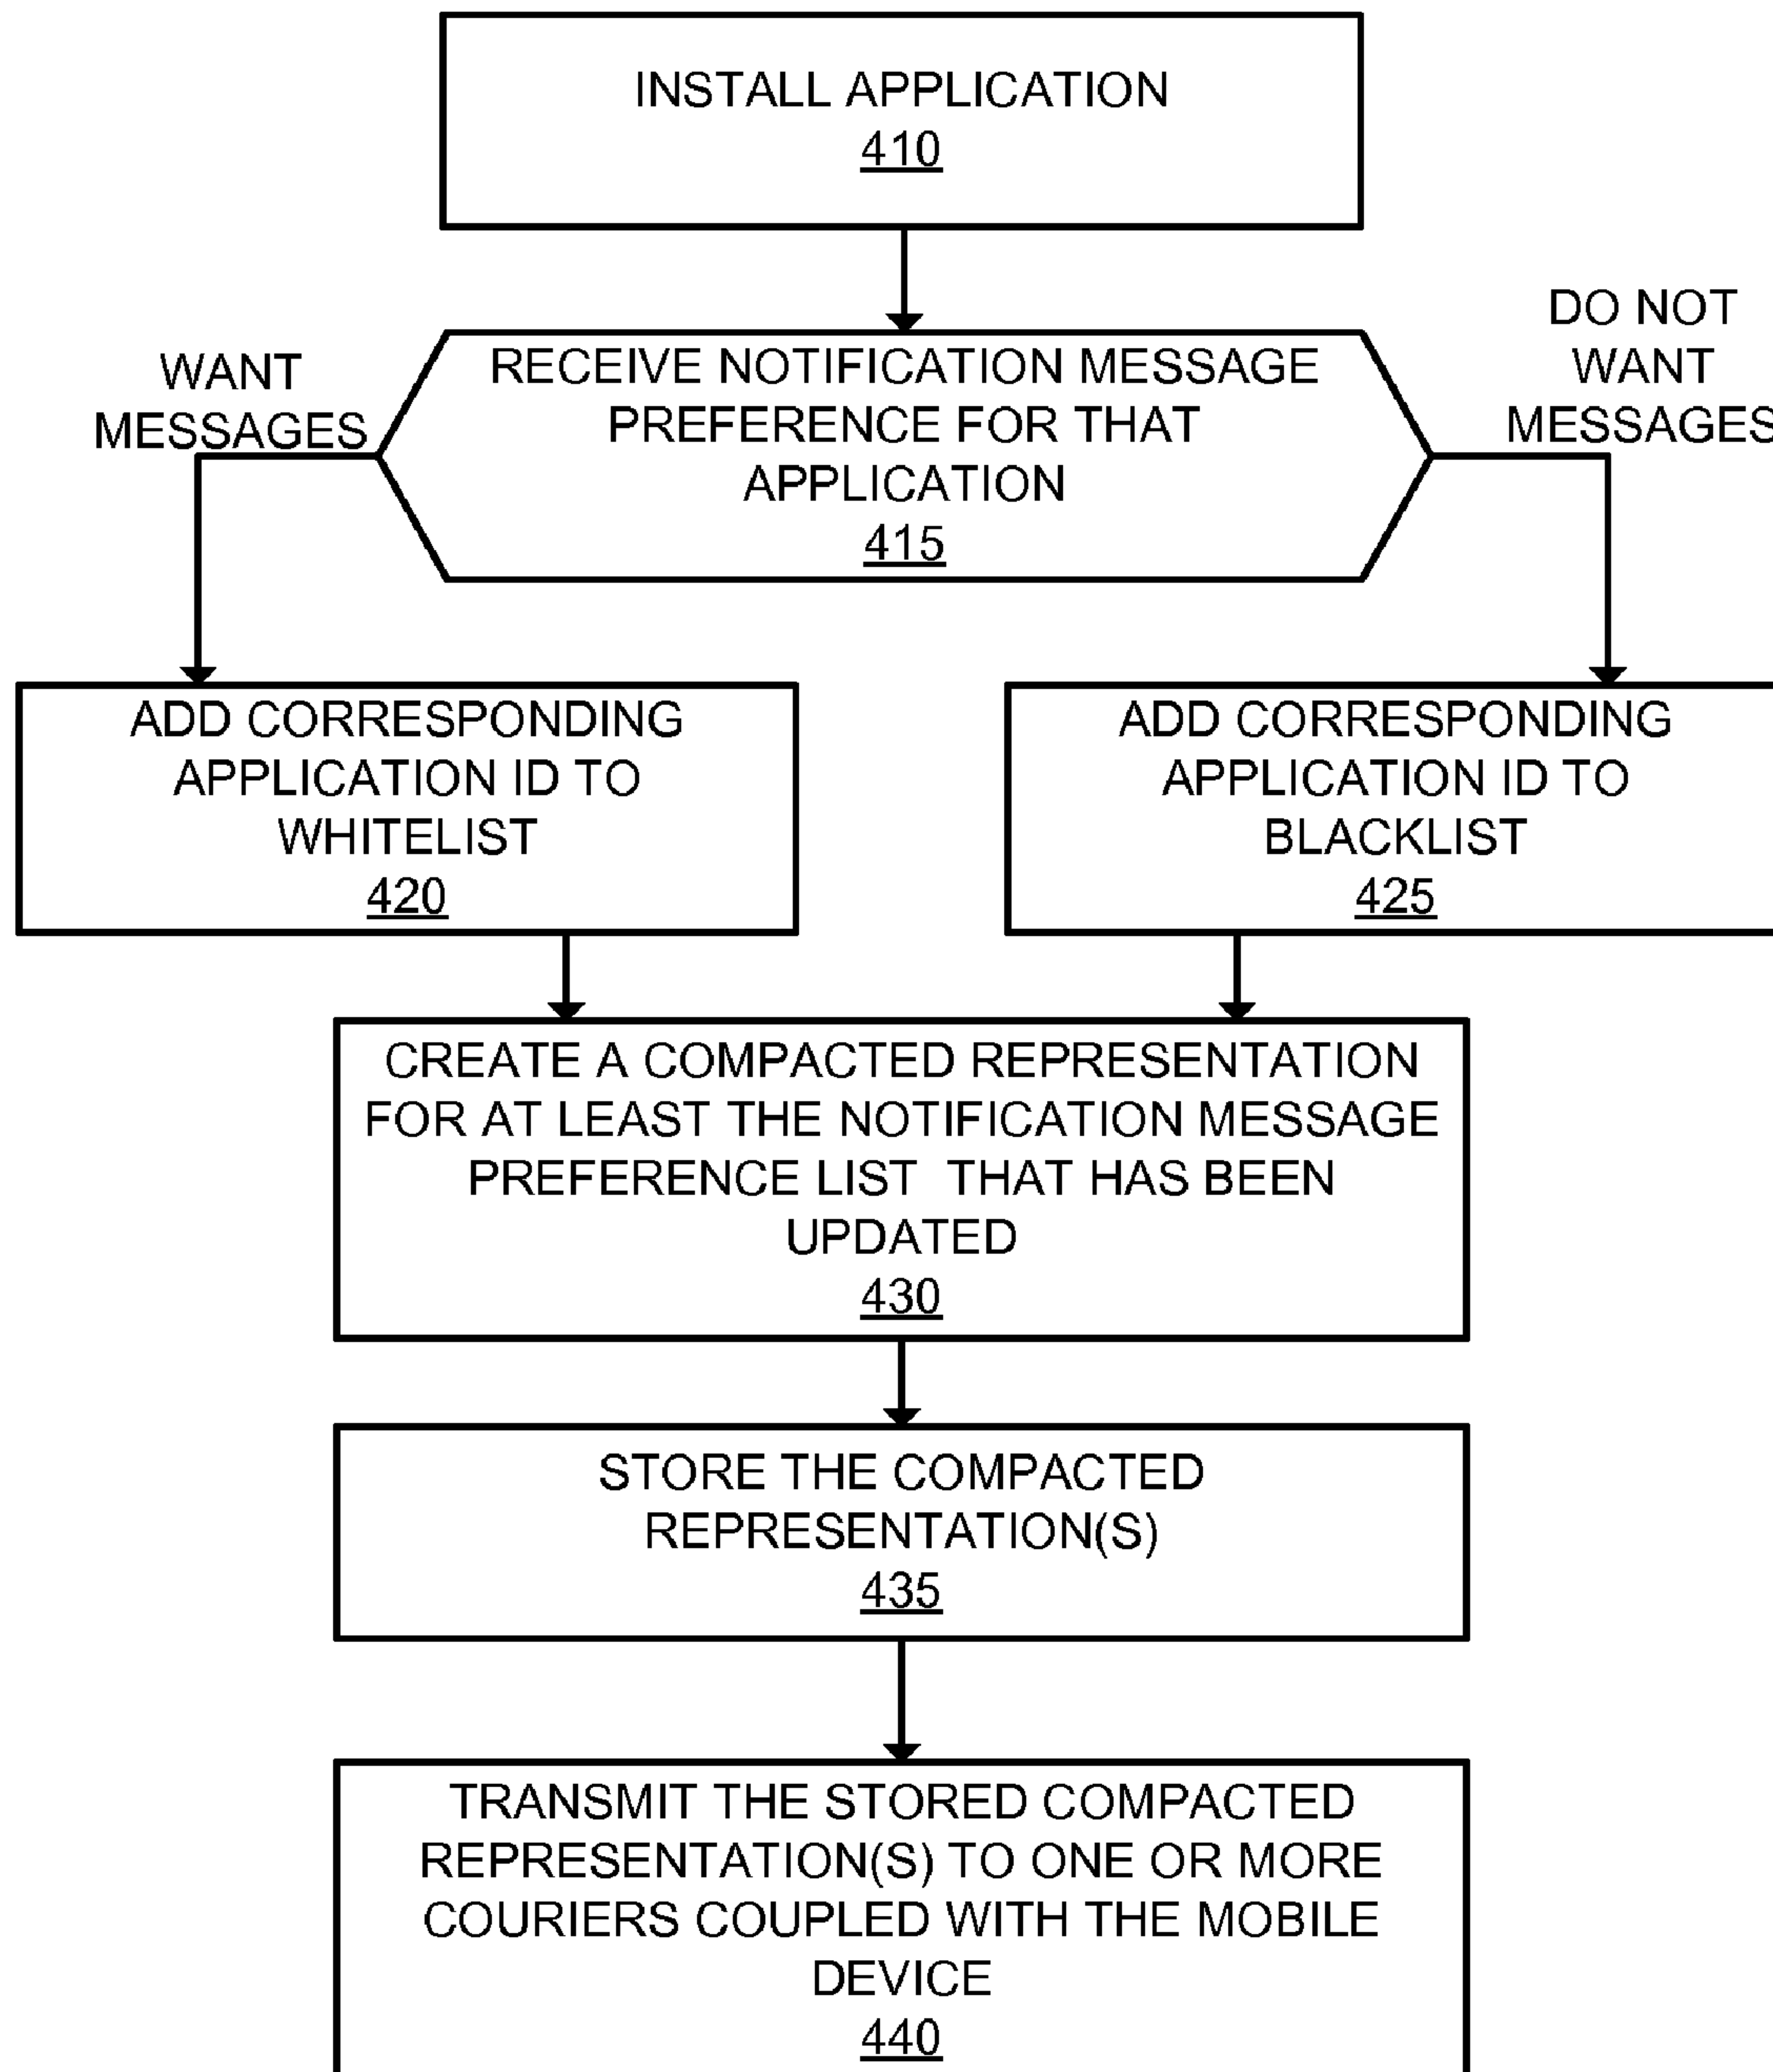 INSTALL APPLICATION
410
WANT
MESSAGES
RECEIVE NOTIFICATION MESSAGE
PREFERENCE FOR THAT
APPLICATION
415
DO NOT
WANT
MESSAGES
ADD CORRESPONDING
APPLICATION ID TO
WHITELIST
420
ADD CORRESPONDING
APPLICATION ID TO
BLACKLIST
425
CREATE A COMPACTED REPRESENTATION
FOR AT LEAST THE NOTIFICATION MESSAGE
PREFERENCE LIST THAT HAS BEEN
UPDATED
430
STORE THE COMPACTED
REPRESENTATION(S)
435
TRANSMIT THE STORED COMPACTED
REPRESENTATION(S) TO ONE OR MORE
COURIERS COUPLED WITH THE MOBILE
DEVICE
440